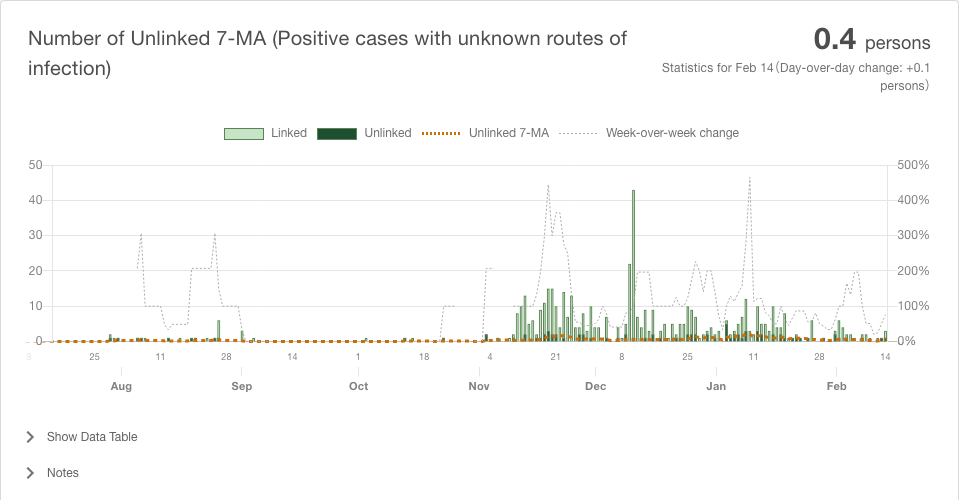 Number of Unlinked 7-MA (Positive cases with unknown routes of
infection)
0.4 persons
Statistics for Feb 14(Day-over-day change: +0.1
persons)
Linked Unlinked Unlinked 7-MA Week-over-week change
50 500%
40 400%
30 300%
20 200%
10 100%
0 0%
25 11 28 14 1 18 4 21 8 25 11 28 14
Aug Sep Oct Nov Dec Jan Feb
Show Data Table
Notes